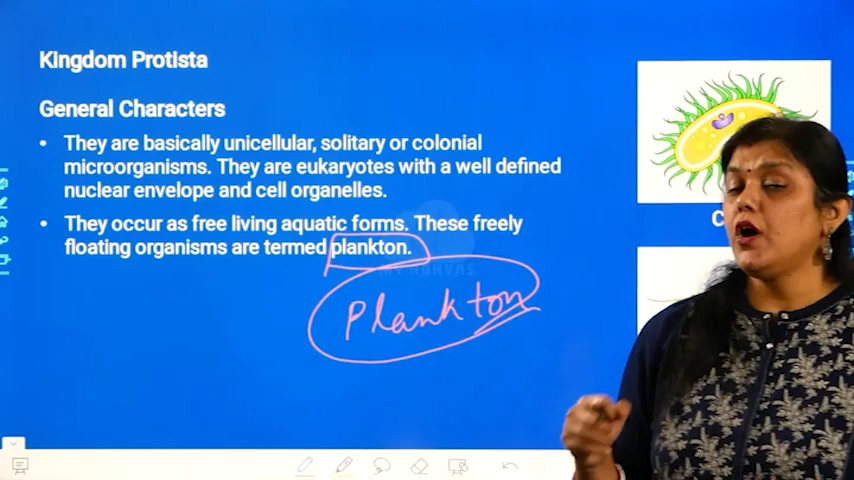 Kingdom Protista
General Characters
• They are basically unicellular, solitary or colonial
microorganisms. They are eukaryotes with a well defined
nuclear envelope and cell organelles.
• They occur as free living aquatic forms. These freely
floating organisms are termed plankton.
Plankton